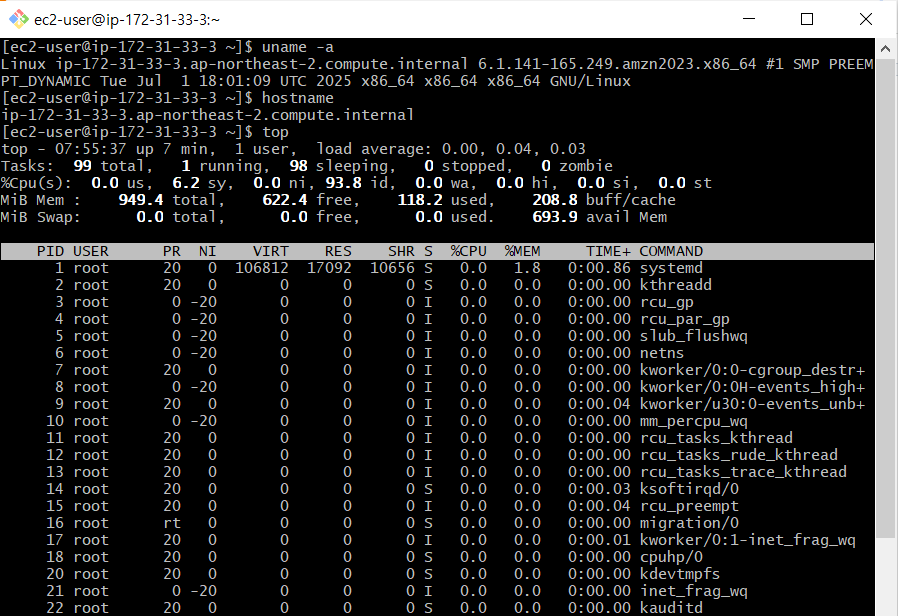 ec2-user@ip-172-31-33-3:~
[ec2-user@ip-172-31-33-3 ~]$ uname -a
Linux ip-172-31-33-3.ap-northeast-2.compute.internal 6.1.141-165.249.amzn2023.x86_64 #1 SMP PREEM
PT_DYNAMIC Tue Jul  1 18:01:09 UTC 2025 x86_64 x86_64 x86_64 GNU/Linux
[ec2-user@ip-172-31-33-3 ~]$ hostname
ip-172-31-33-3.ap-northeast-2.compute.internal
[ec2-user@ip-172-31-33-3 ~]$ top
top - 07:55:37 up 7 min,  1 user,  load average: 0.00, 0.04, 0.03
Tasks:  99 total,   1 running,  98 sleeping,   0 stopped,   0 zombie
%Cpu(s):  0.0 us,  6.2 sy,  0.0 ni, 93.8 id,  0.0 wa,  0.0 hi,  0.0 si,  0.0 st
MiB Mem :    949.4 total,    622.4 free,    118.2 used,    208.8 buff/cache
MiB Swap:      0.0 total,      0.0 free,      0.0 used.    693.9 avail Mem
PID USER      PR  NI    VIRT    RES    SHR S  %CPU  %MEM     TIME+ COMMAND
1 root      20   0  106812  17092  10656 S   0.0   1.8   0:00.86 systemd
2 root      20   0       0      0      0 S   0.0   0.0   0:00.00 kthreadd
3 root       0 -20       0      0      0 I   0.0   0.0   0:00.00 rcu_gp
4 root       0 -20       0      0      0 I   0.0   0.0   0:00.00 rcu_par_gp
5 root       0 -20       0      0      0 I   0.0   0.0   0:00.00 slub_flushwq
6 root       0 -20       0      0      0 I   0.0   0.0   0:00.00 netns
7 root      20   0       0      0      0 I   0.0   0.0   0:00.00 kworker/0:0-cgroup_destr+
8 root       0 -20       0      0      0 I   0.0   0.0   0:00.00 kworker/0:0H-events_high+
9 root      20   0       0      0      0 I   0.0   0.0   0:00.04 kworker/u30:0-events_unb+
10 root       0 -20       0      0      0 I   0.0   0.0   0:00.00 mm_percpu_wq
11 root      20   0       0      0      0 I   0.0   0.0   0:00.00 rcu_tasks_kthread
12 root      20   0       0      0      0 I   0.0   0.0   0:00.00 rcu_tasks_rude_kthread
13 root      20   0       0      0      0 I   0.0   0.0   0:00.00 rcu_tasks_trace_kthread
14 root      20   0       0      0      0 S   0.0   0.0   0:00.03 ksoftirqd/0
15 root      20   0       0      0      0 I   0.0   0.0   0:00.04 rcu_preempt
16 root      rt   0       0      0      0 S   0.0   0.0   0:00.00 migration/0
17 root      20   0       0      0      0 I   0.0   0.0   0:00.01 kworker/0:1-inet_frag_wq
18 root      20   0       0      0      0 S   0.0   0.0   0:00.00 cpuhp/0
20 root      20   0       0      0      0 S   0.0   0.0   0:00.00 kdevtmpfs
21 root       0 -20       0      0      0 I   0.0   0.0   0:00.00 inet_frag_wq
22 root      20   0       0      0      0 S   0.0   0.0   0:00.00 kauditd